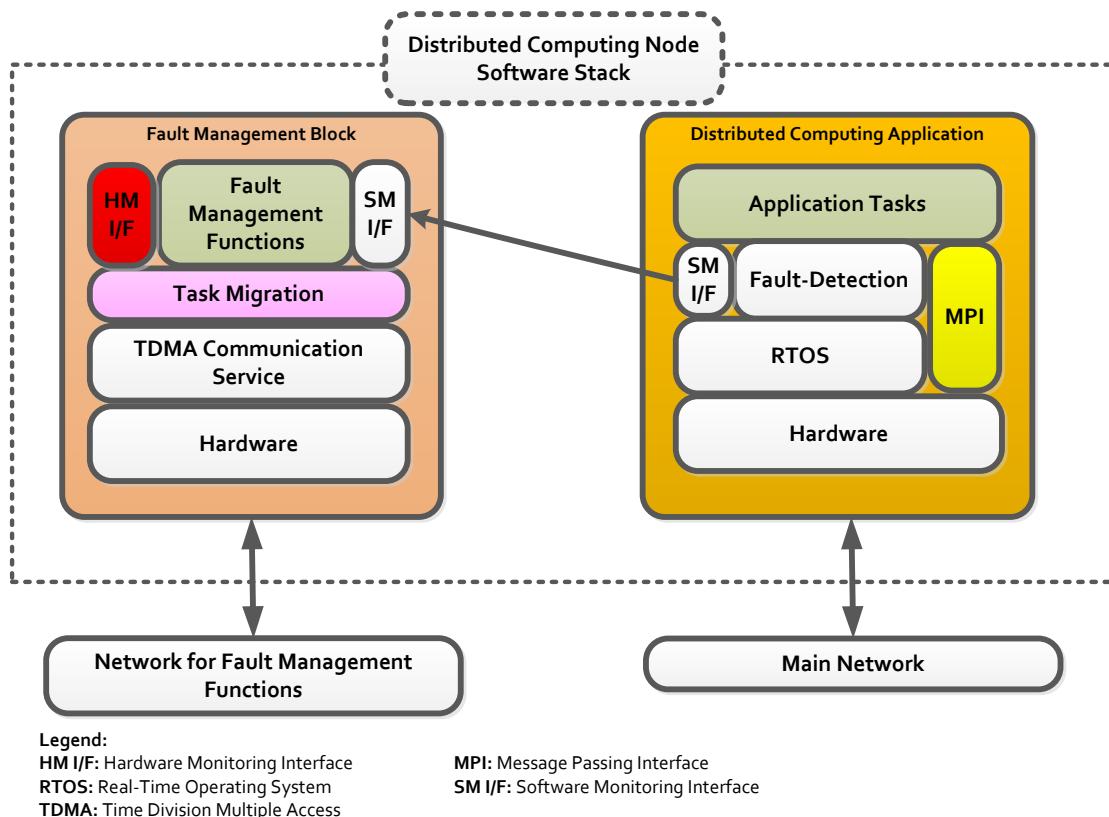 Distributed Computing Node
Software Stack
Fault Management Block
HM
I/F
Fault
Management
Functions
SM
I/F
Task Migration
TDMA Communication
Service
Hardware
Distributed Computing Application
Application Tasks
SM
I/F
Fault-Detection
MPI
RTOS
Hardware
Network for Fault Management
Functions
Main Network
Legend:
HM I/F: Hardware Monitoring Interface
RTOS: Real-Time Operating System
TDMA: Time Division Multiple Access
MPI: Message Passing Interface
SM I/F: Software Monitoring Interface